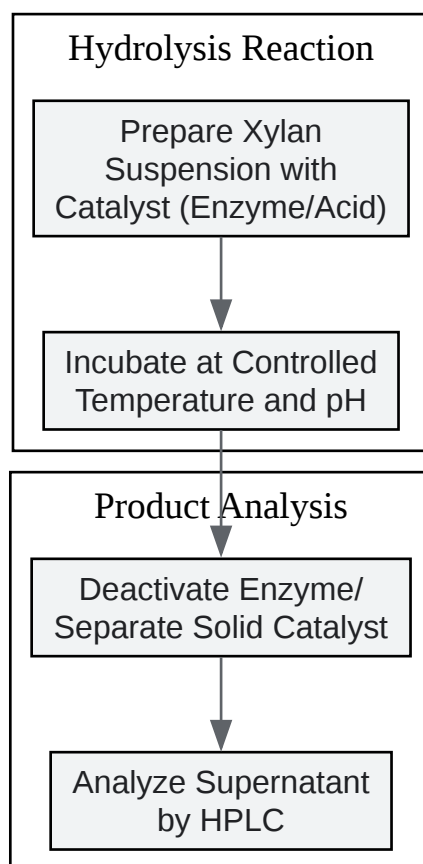 Hydrolysis Reaction
Prepare Xylan
Suspension with
Catalyst (Enzyme/Acid)
Incubate at Controlled
Temperature and pH
Product Analysis
Deactivate Enzyme/
Separate Solid Catalyst
Analyze Supernatant
by HPLC